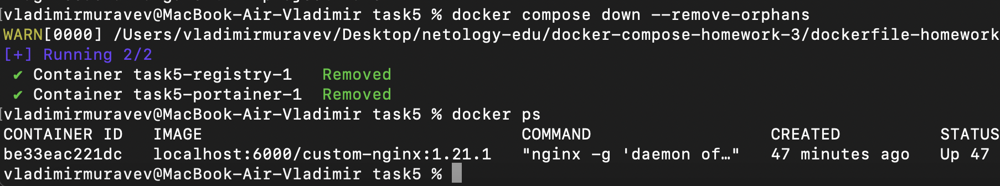 vladimirmuravev@MacBook-Air-Vladimir task5 % docker compose down --remove-orphans
WARN[0000] /Users/vladimirmuravev/Desktop/netology-edu/docker-compose-homework-3/dockerfile-homework
[+] Running 2/2
✔ Container task5-registry-1 Removed
✔ Container task5-portainer-1 Removed
vladimirmuravev@MacBook-Air-Vladimir task5 % docker ps
CONTAINER ID IMAGE COMMAND CREATED STATUS
be33eac221dc localhost:6000/custom-nginx:1.21.1 "nginx -g 'daemon of…" 47 minutes ago Up 47
vladimirmuravev@MacBook-Air-Vladimir task5 %